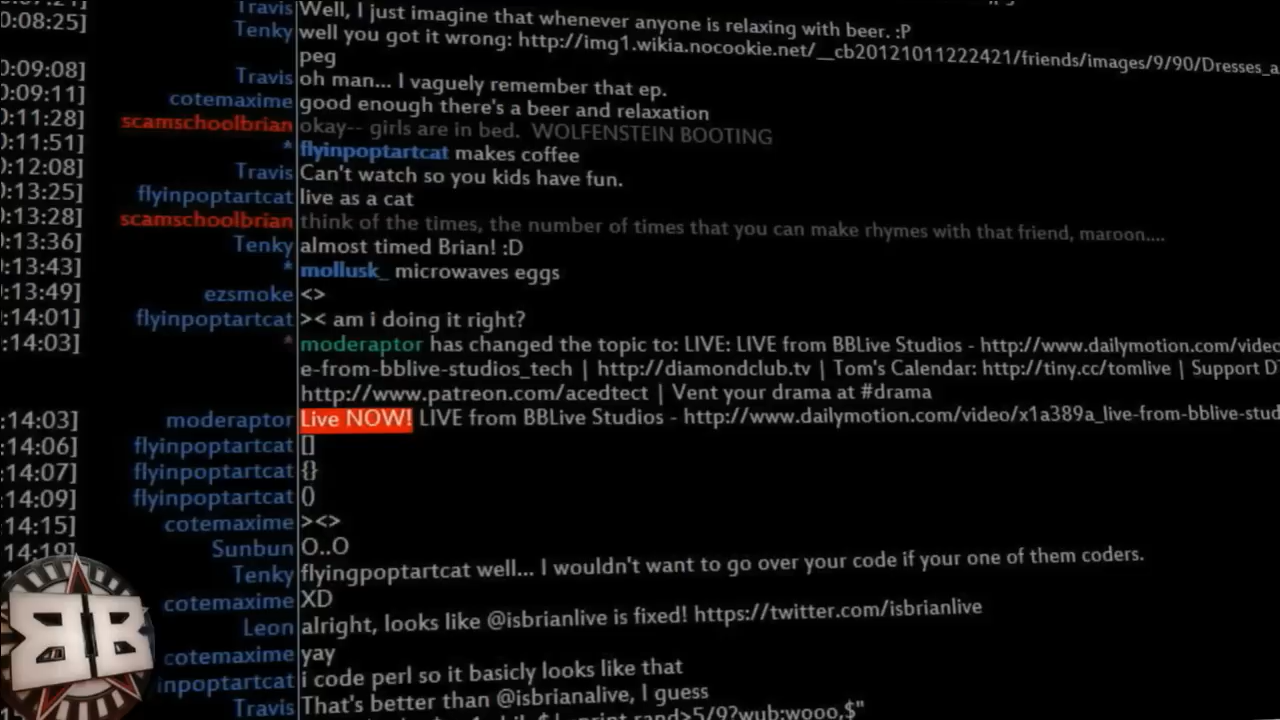 Travis Well, I just imagine that whenever anyone is relaxing with beer. :P
0:08:25] Tenky well you got it wrong: http://img1.wikia.nocookie.net/__cb20121011222421/friends/images/9/90/Dresses_a
peg
0:09:08] Travis oh man... I vaguely remember that ep.
0:09:11] cotemaxime good enough there's a beer and relaxation
0:11:28] scamschoolbrian okay-- girls are in bed. WOLFENSTEIN BOOTING
0:11:51] * flyinpoptartcat makes coffee
0:12:08] Travis Can't watch so you kids have fun.
0:13:25] flyinpoptartcat live as a cat
0:13:28] scamschoolbrian think of the times, the number of times that you can make rhymes with that friend, maroon....
0:13:36] Tenky almost timed Brian! :D
0:13:43] * mollusk_ microwaves eggs
:13:49] ezsmoke <>
:14:01] flyinpoptartcat >< am i doing it right?
:14:03] * moderaptor has changed the topic to: LIVE: LIVE from BBLive Studios - http://www.dailymotion.com/video
e-from-bblive-studios_tech | http://diamondclub.tv | Tom's Calendar: http://tiny.cc/tomlive | Support D
http://www.patreon.com/acedtect | Vent your drama at #drama
:14:03] moderaptor Live NOW! LIVE from BBLive Studios - http://www.dailymotion.com/video/x1a389a_live-from-bblive-stud
:14:06] flyinpoptartcat []
:14:07] flyinpoptartcat {}
:14:09] flyinpoptartcat ()
:14:15] cotemaxime ><>
:14:19] Sunbun O..O
Tenky flyingpoptartcat well... I wouldn't want to go over your code if your one of them coders.
cotemaxime XD
Leon alright, looks like @isbrianlive is fixed! https://twitter.com/isbrianlive
cotemaxime yay
inpoptartcat i code perl so it basicly looks like that
Travis That's better than @isbrianalive, I guess
print rand>5/9?wub:wooo,$"
BB